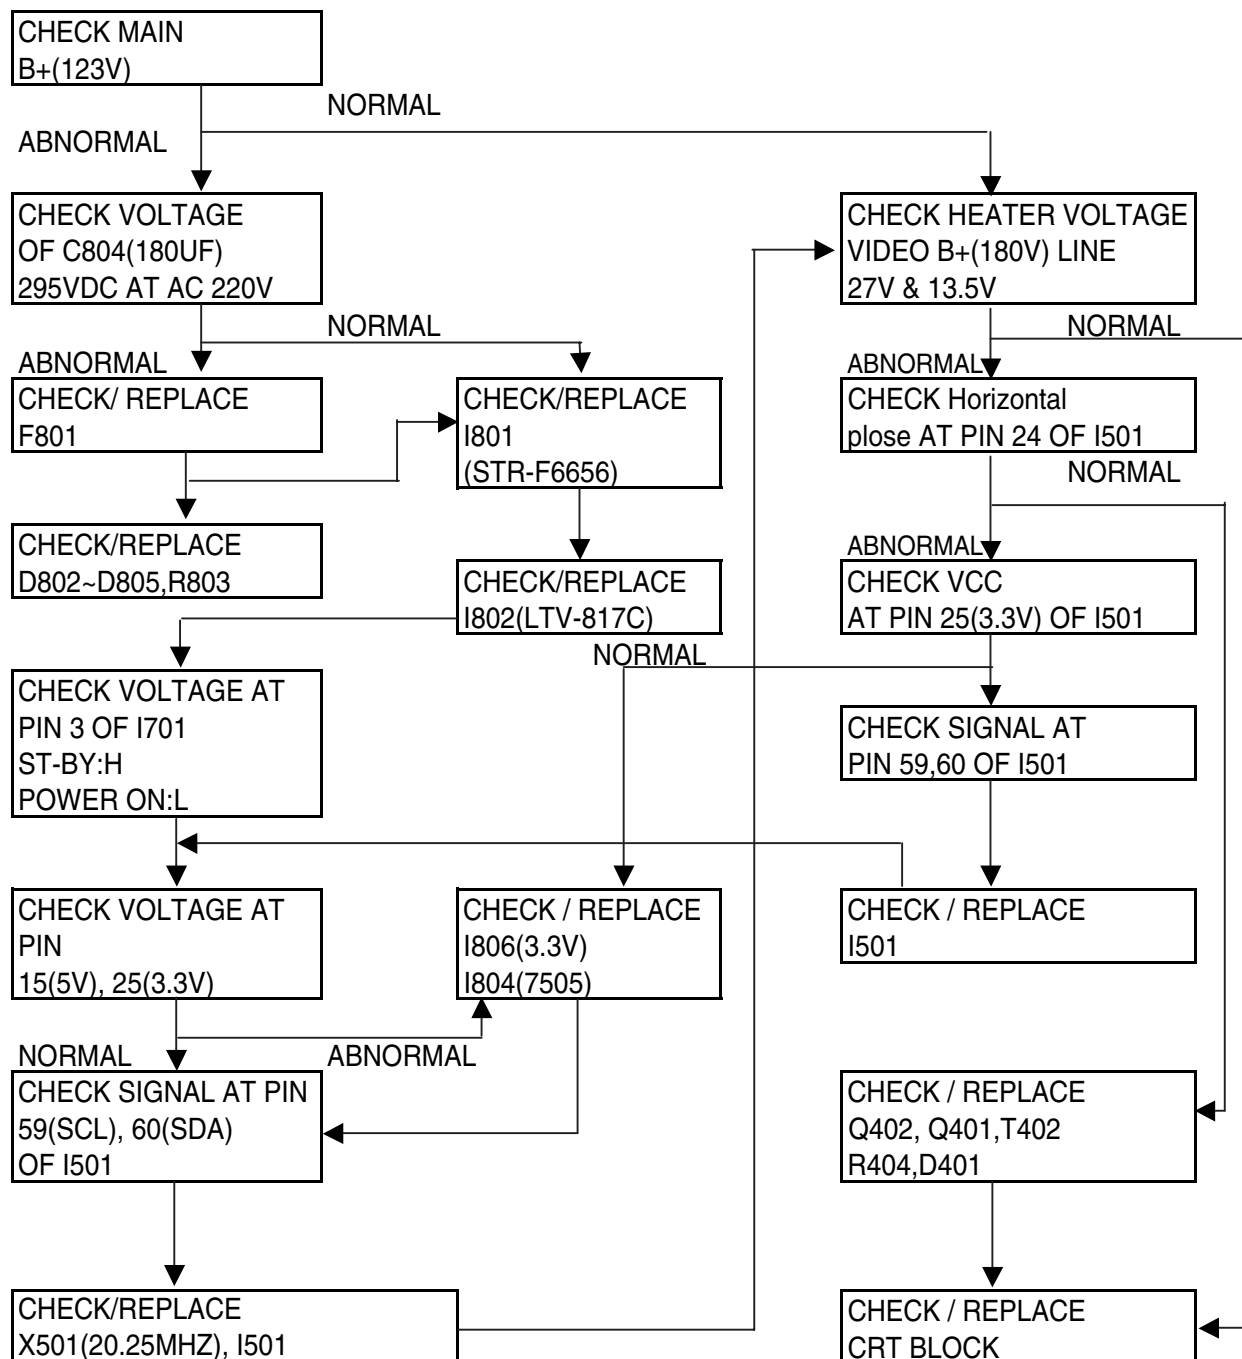 CHECK MAIN
B+(123V)
NORMAL
ABNORMAL
CHECK VOLTAGE
OF C804(180UF)
295VDC AT AC 220V
CHECK HEATER VOLTAGE
VIDEO B+(180V) LINE
27V & 13.5V
NORMAL
ABNORMAL
NORMAL
ABNORMAL
CHECK/ REPLACE
F801
CHECK/REPLACE
I801
(STR-F6656)
CHECK Horizontal
plose AT PIN 24 OF I501
NORMAL
ABNORMAL
CHECK/REPLACE
D802~D805,R803
CHECK/REPLACE
I802(LTV-817C)
CHECK VCC
AT PIN 25(3.3V) OF I501
NORMAL
CHECK VOLTAGE AT
PIN 3 OF I701
ST-BY:H
POWER ON:L
CHECK SIGNAL AT
PIN 59,60 OF I501
CHECK VOLTAGE AT
PIN
15(5V), 25(3.3V)
CHECK / REPLACE
I806(3.3V)
I804(7505)
CHECK / REPLACE
I501
NORMAL
ABNORMAL
CHECK SIGNAL AT PIN
59(SCL), 60(SDA)
OF I501
CHECK / REPLACE
Q402, Q401,T402
R404,D401
CHECK/REPLACE
X501(20.25MHZ), I501
CHECK / REPLACE
CRT BLOCK